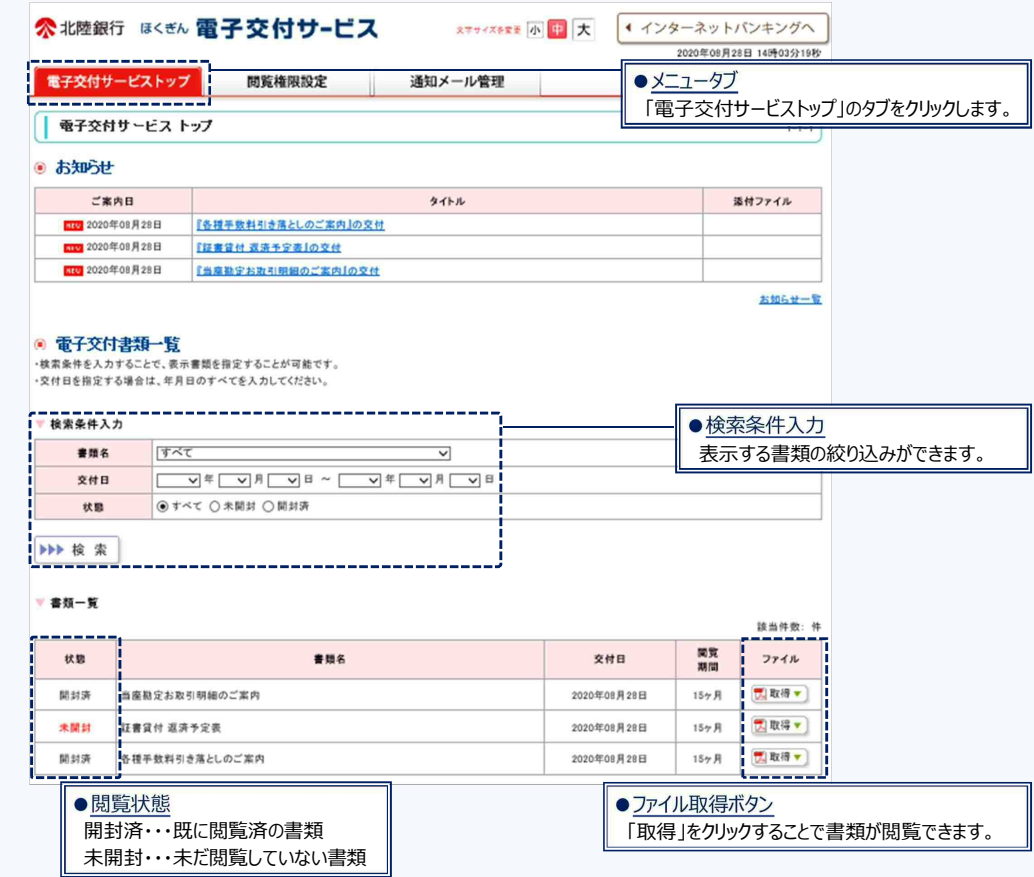 北陸銀行 ほくぎん 電子交付サービス 文字サイズを変更 小 中 大 インターネットバンキングへ
2020年08月28日 14時03分19秒
電子交付サービストップ 閲覧権限設定 通知メール管理
●メニュータブ
「電子交付サービストップ」のタブをクリックします。
電子交付サービス トップ
お知らせ
ご案内日 タイトル 添付ファイル
NEW 2020年08月28日 『各種手数料引き落としのご案内』の交付
NEW 2020年08月28日 『証書貸付 返済予定表』の交付
NEW 2020年08月28日 『当座勘定お取引明細のご案内』の交付
お知らせ一覧
電子交付書類一覧
・検索条件を入力することで、表示書類を指定することが可能です。
・交付日を指定する場合は、年月日のすべてを入力してください。
▼ 検索条件入力
●検索条件入力
表示する書類の絞り込みができます。
書類名 すべて
交付日 年 月 日 ~ 年 月 日
状態 すべて 未開封 開封済
検 索
▼ 書類一覧
該当件数: 件
状態 書類名 交付日 閲覧期間 ファイル
開封済 当座勘定お取引明細のご案内 2020年08月28日 15ヶ月 取得▼
未開封 証書貸付 返済予定表 2020年08月28日 15ヶ月 取得▼
開封済 各種手数料引き落としのご案内 2020年08月28日 15ヶ月 取得▼
●閲覧状態
開封済・・・既に閲覧済の書類
未開封・・・未だ閲覧していない書類
●ファイル取得ボタン
「取得」をクリックすることで書類が閲覧できます。